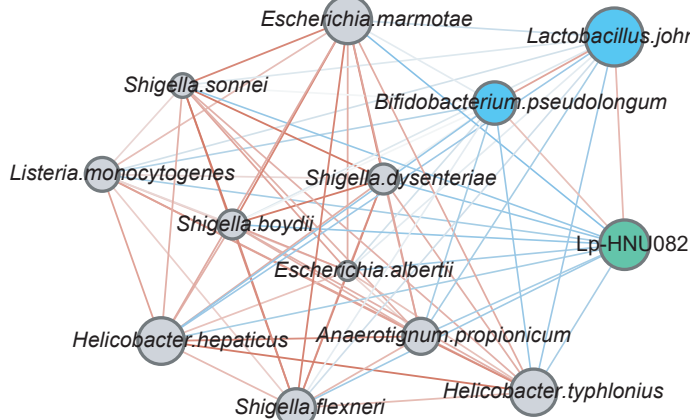 Escherichia.marmotae
Lactobacillus.john
Shigella.sonnei
Bifidobacterium.pseudolongum
Listeria.monocytogenes
Shigella.dysenteriae
Shigella.boydii
Lp-HNU082
Escherichia.albertii
Helicobacter.hepaticus
Anaerotignum.propionicum
Helicobacter.typhlonius
Shigella.flexneri